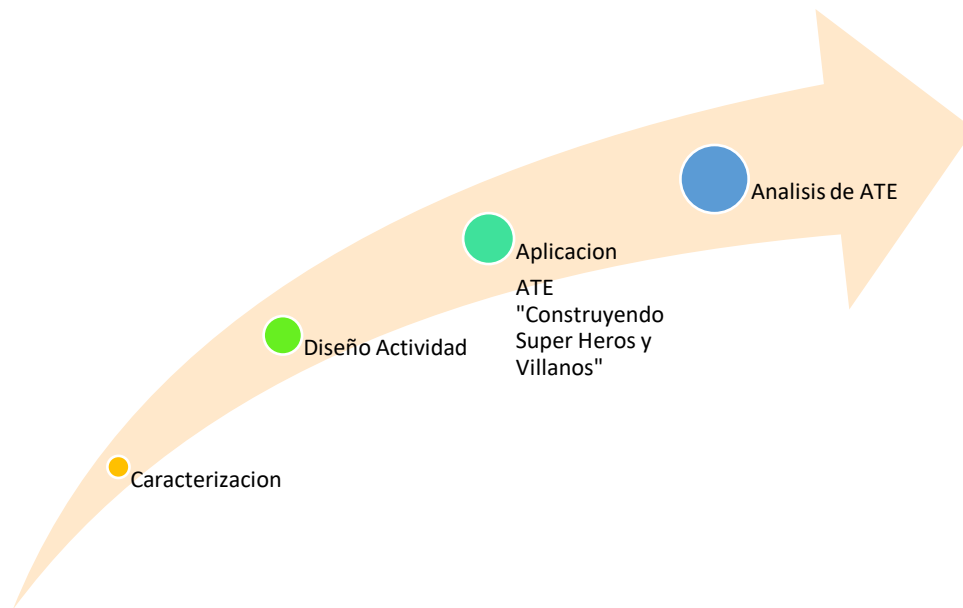 Analisis de ATE
Aplicacion
ATE
"Construyendo
Super Heros y
Villanos"
Diseño Actividad
Caracterizacion